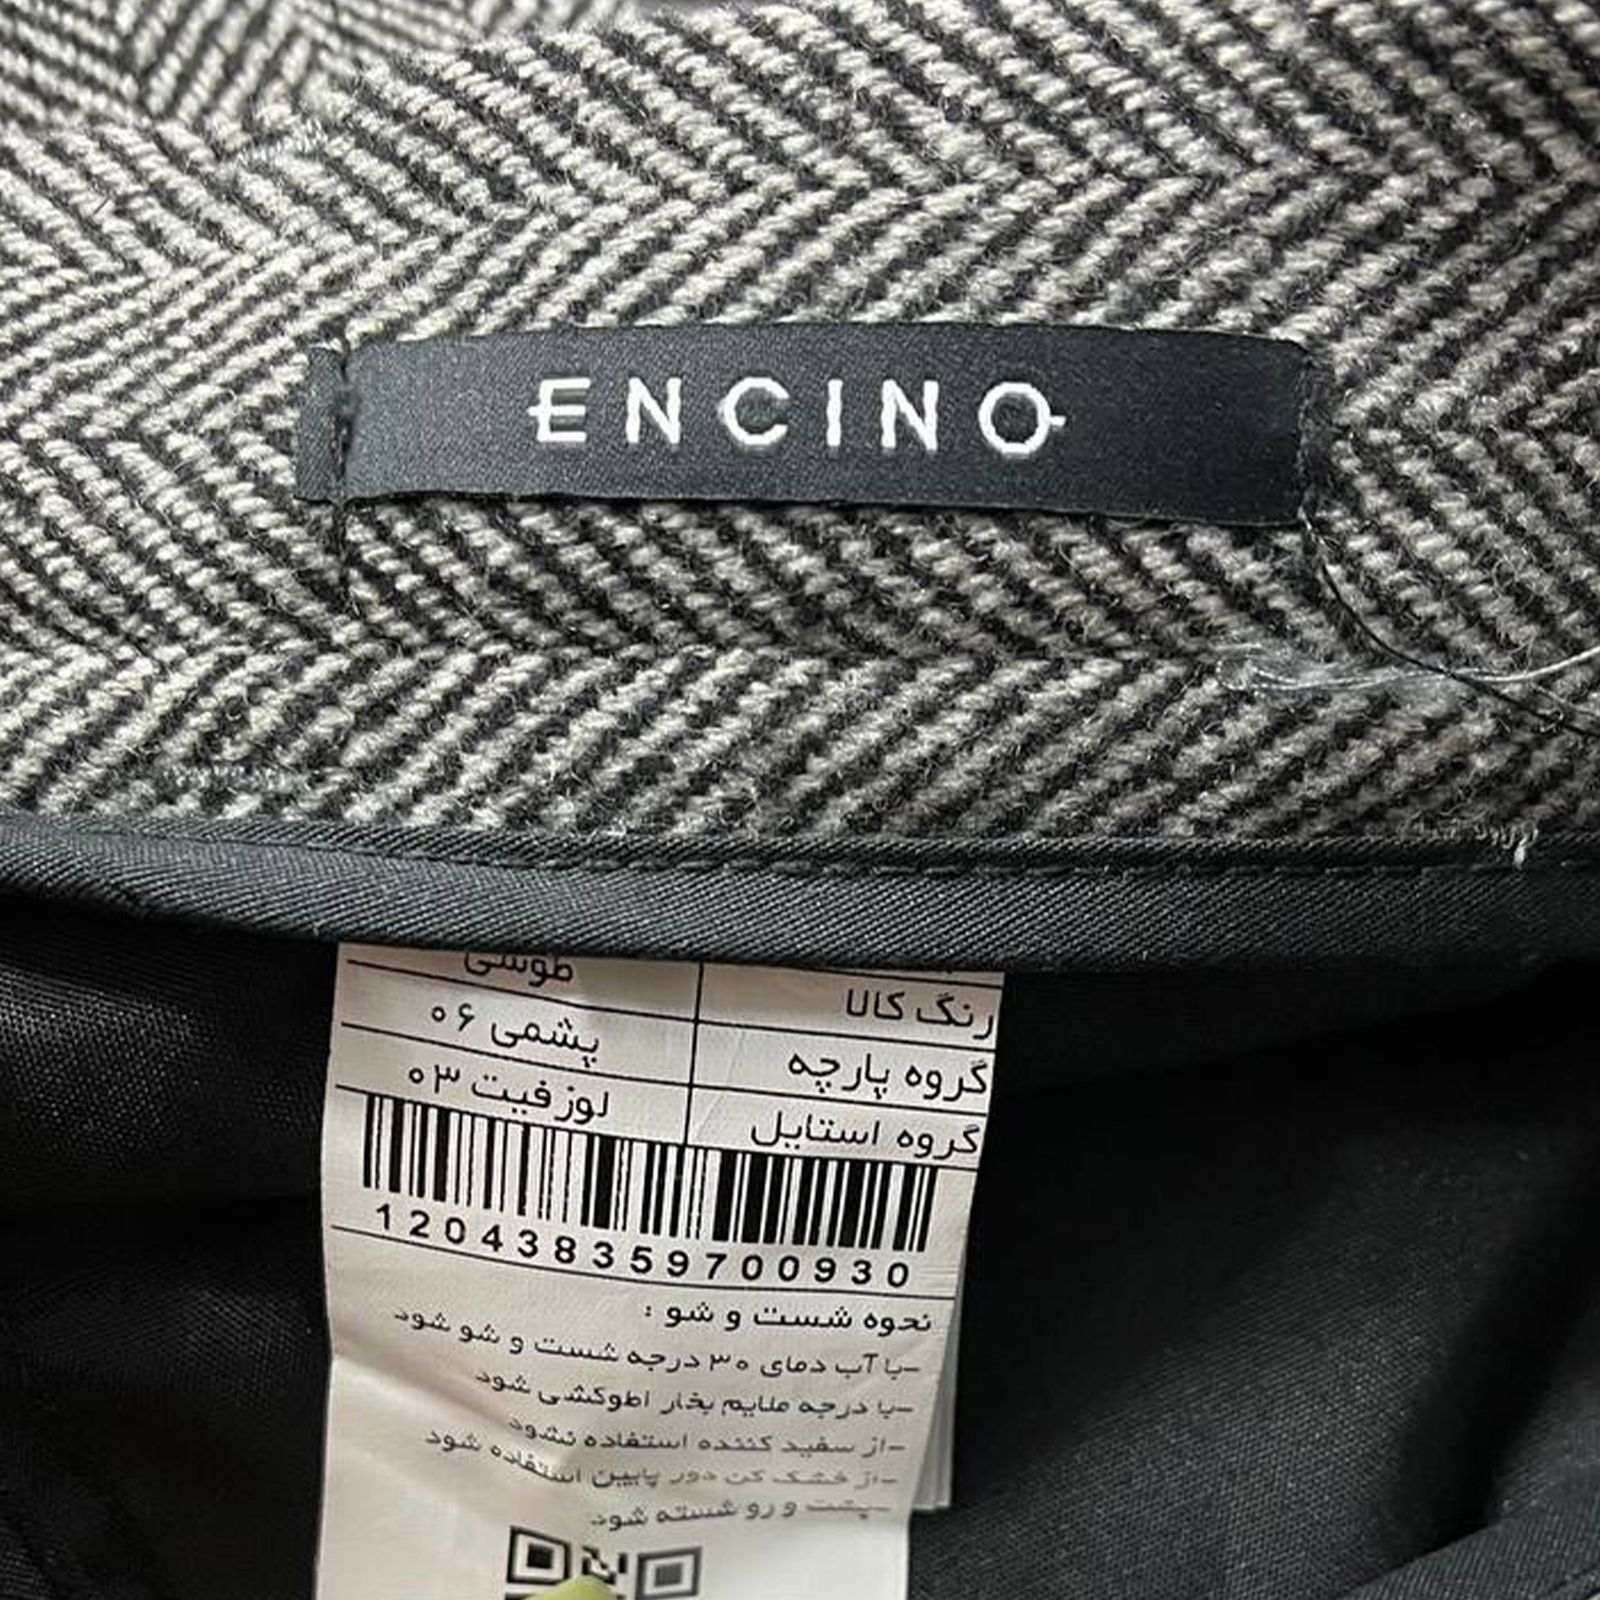 ENCINO
رنگ کالا طوسی
گروه پارچه پشمی ۰۶
گروه استایل لوز فیت ۰۳
120438359700930
نحوه شست و شو :
-با آب دمای ۳۰ درجه شست و شو شود
-با درجه ملایم بخار اطوکشی شود
-از سفید کننده استفاده نشود
-از خشک کن دور پایین استفاده شود
-پشت و رو شسته شود